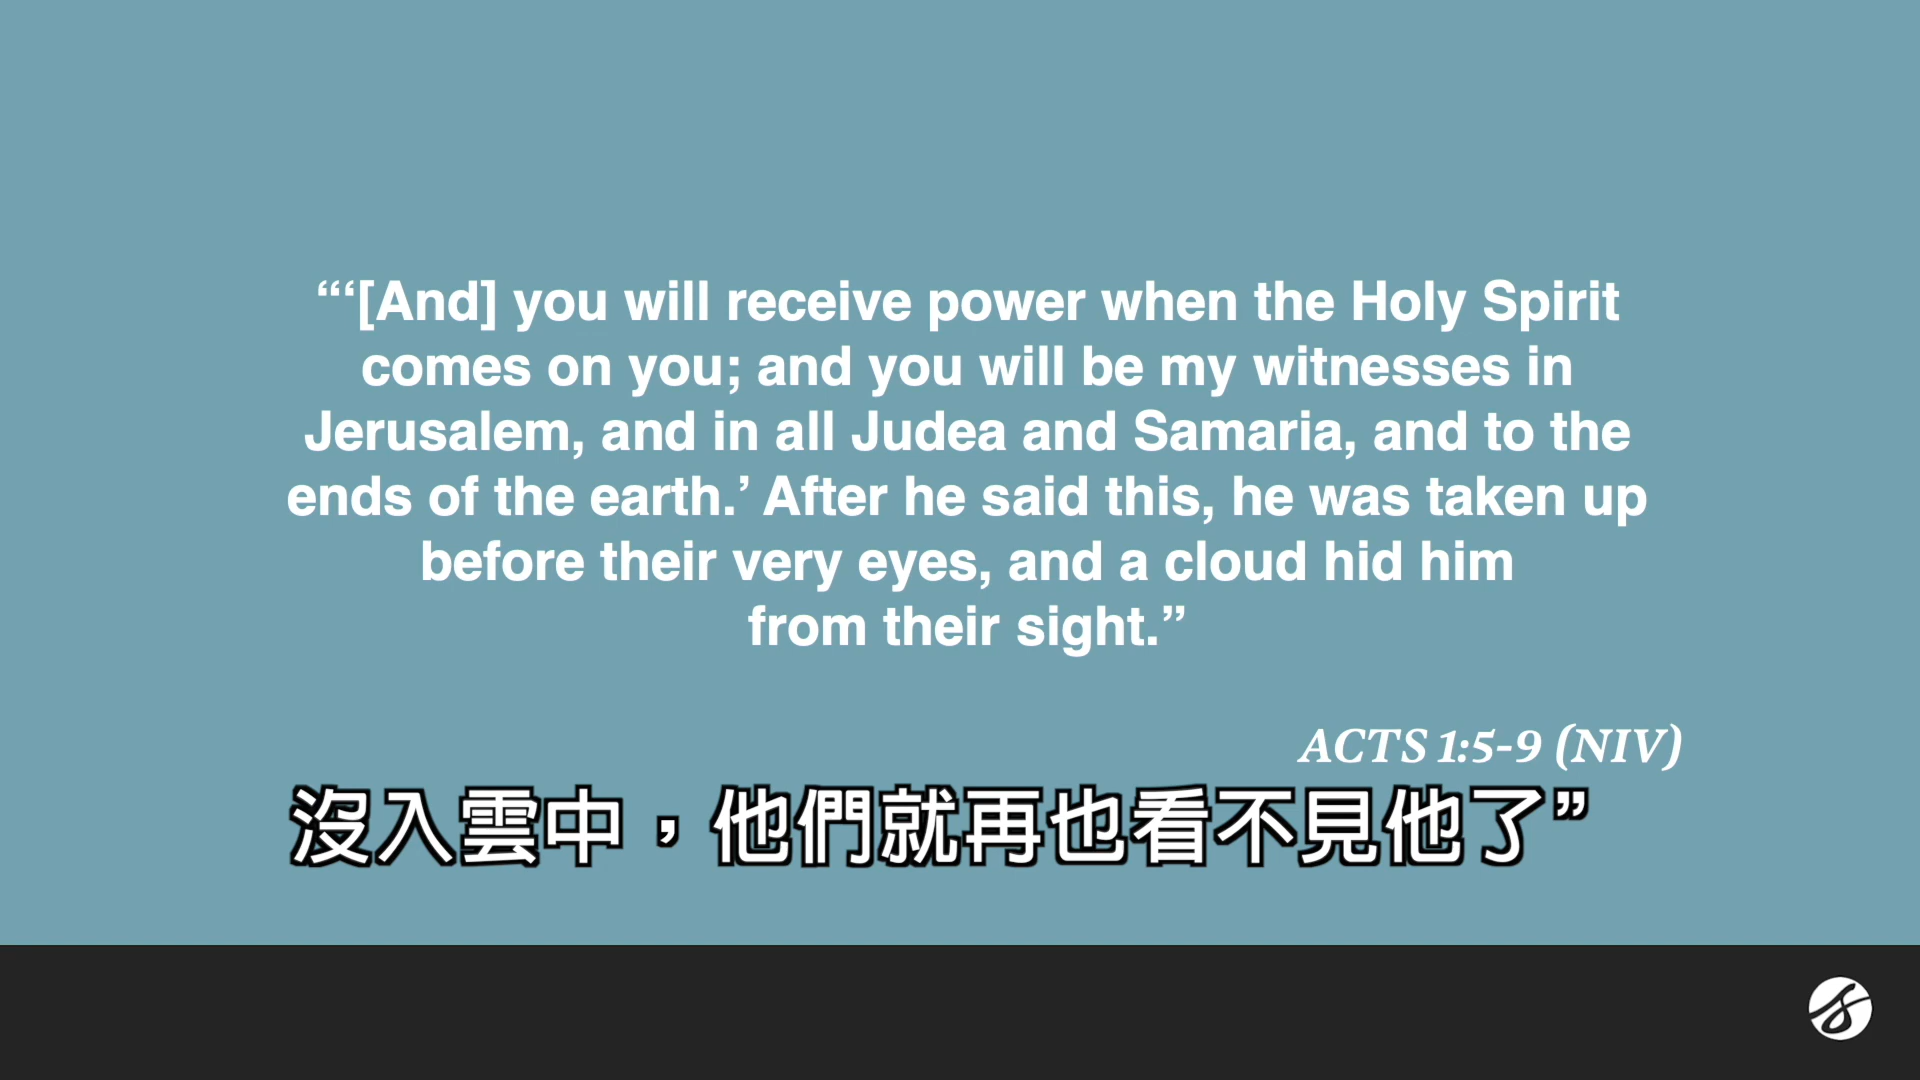 “‘[And] you will receive power when the Holy Spirit
comes on you; and you will be my witnesses in
Jerusalem, and in all Judea and Samaria, and to the
ends of the earth.’ After he said this, he was taken up
before their very eyes, and a cloud hid him
from their sight.”
ACTS 1:5-9 (NIV)
沒入雲中，他們就再也看不見他了”